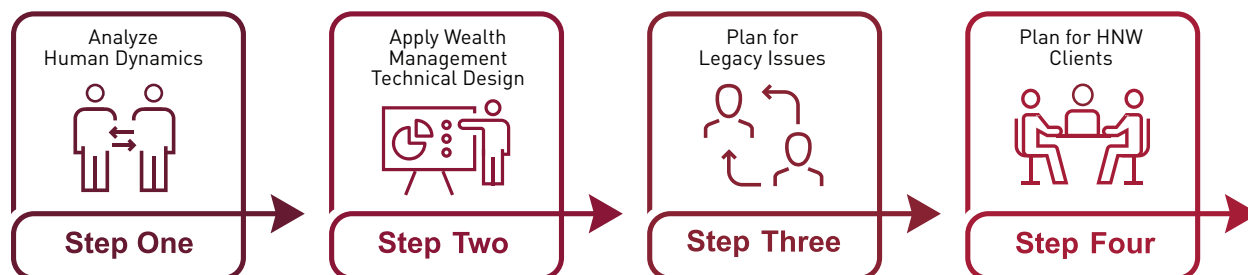 Analyze
Human Dynamics
Step One
Apply Wealth
Management
Technical Design
Step Two
Plan for
Legacy Issues
Step Three
Plan for HNW
Clients
Step Four